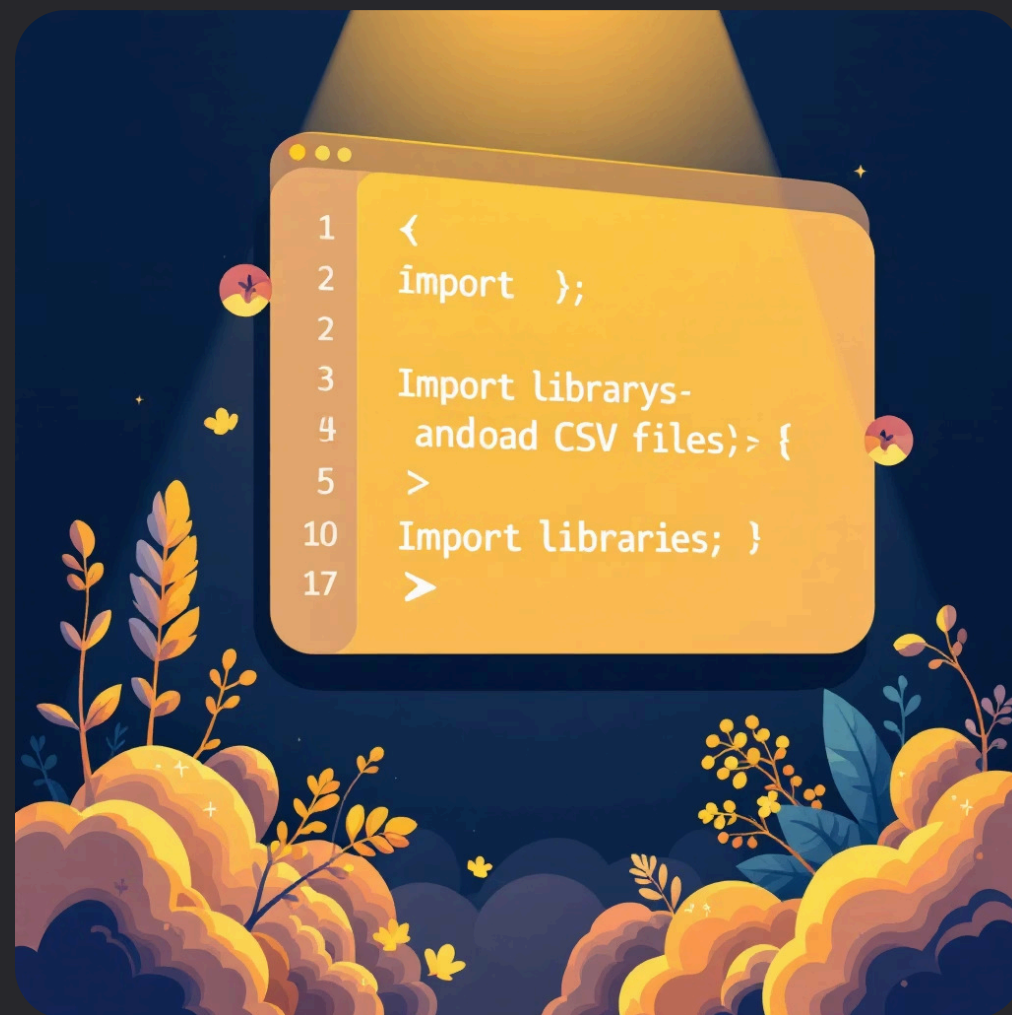 1 {
2 import };
2
3 Import librarys-
4 andoad CSV files);> {
5 >
10 Import libraries; }
17 >